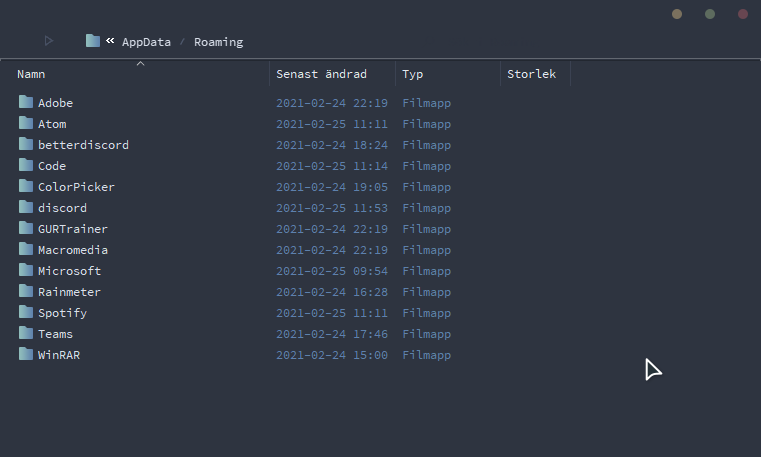 « AppData / Roaming
Namn Senast ändrad Typ Storlek
Adobe 2021-02-24 22:19 Filmapp
Atom 2021-02-25 11:11 Filmapp
betterdiscord 2021-02-24 18:24 Filmapp
Code 2021-02-25 11:14 Filmapp
ColorPicker 2021-02-24 19:05 Filmapp
discord 2021-02-25 11:53 Filmapp
GURTrainer 2021-02-24 22:19 Filmapp
Macromedia 2021-02-24 22:19 Filmapp
Microsoft 2021-02-25 09:54 Filmapp
Rainmeter 2021-02-24 16:28 Filmapp
Spotify 2021-02-25 11:11 Filmapp
Teams 2021-02-24 17:46 Filmapp
WinRAR 2021-02-24 15:00 Filmapp